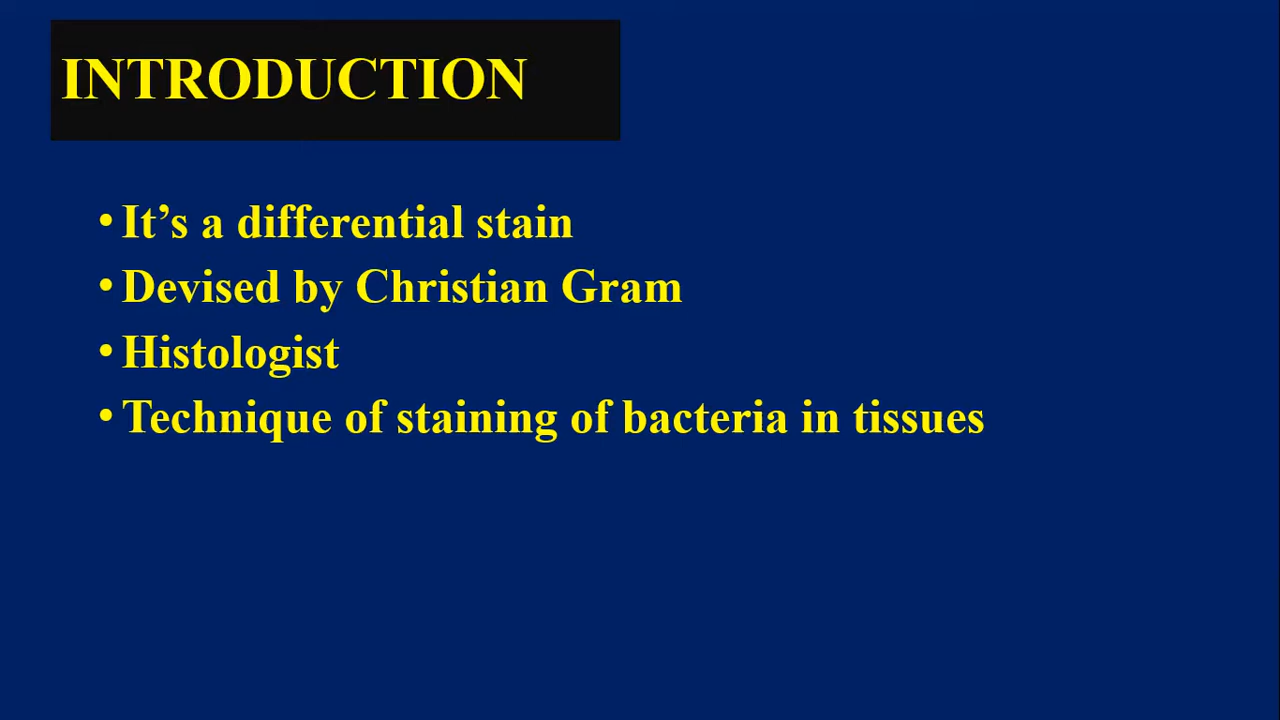 INTRODUCTION
•It’s a differential stain
•Devised by Christian Gram
•Histologist
•Technique of staining of bacteria in tissues